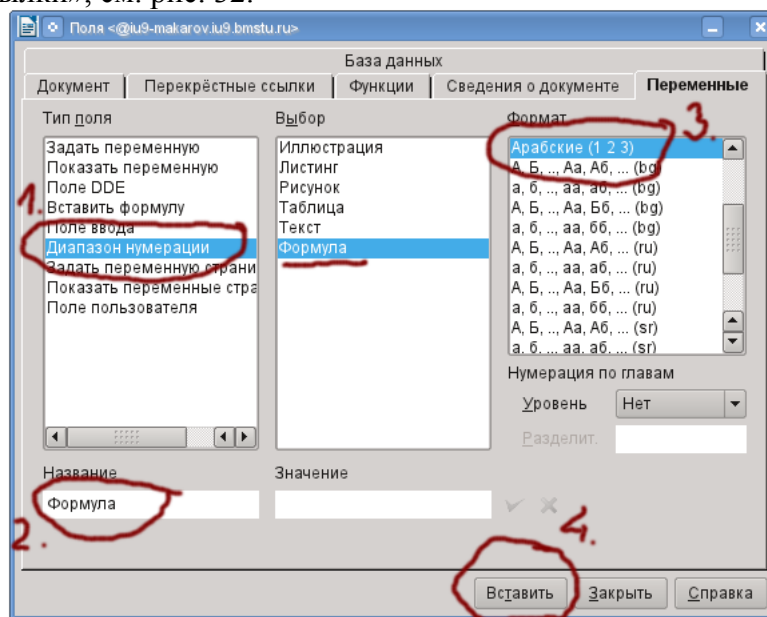 ылки», см. рис. 32.
Поля <@iu9-makarov.iu9.bmstu.ru>
База данных
Документ Перекрёстные ссылки Функции Сведения о документе Переменные
Тип поля Выбор Формат
3.
Задать переменную Иллюстрация Арабские (1 2 3)
Показать переменную Листинг А, Б, .., Аа, Аб, ... (bg)
Поле DDE Рисунок а, б, .., аа, аб, ... (bg)
1.
Вставить формулу Таблица А, Б, .., Аа, Бб, ... (bg)
Поле ввода Текст а, б, .., аа, бб, ... (bg)
Диапазон нумерации Формула А, Б, .., Аа, Аб, ... (ru)
Задать переменную страни а, б, .., аа, аб, ... (ru)
Показать переменные стра А, Б, .., Аа, Бб, ... (ru)
Поле пользователя а, б, .., аа, бб, ... (ru)
А, Б, .., Аа, Аб, ... (sr)
а, б, .., аа, аб, ... (sr)
Нумерация по главам
Уровень Нет
Разделит.
Название Значение
Формула
2.
4.
Вставить Закрыть Справка